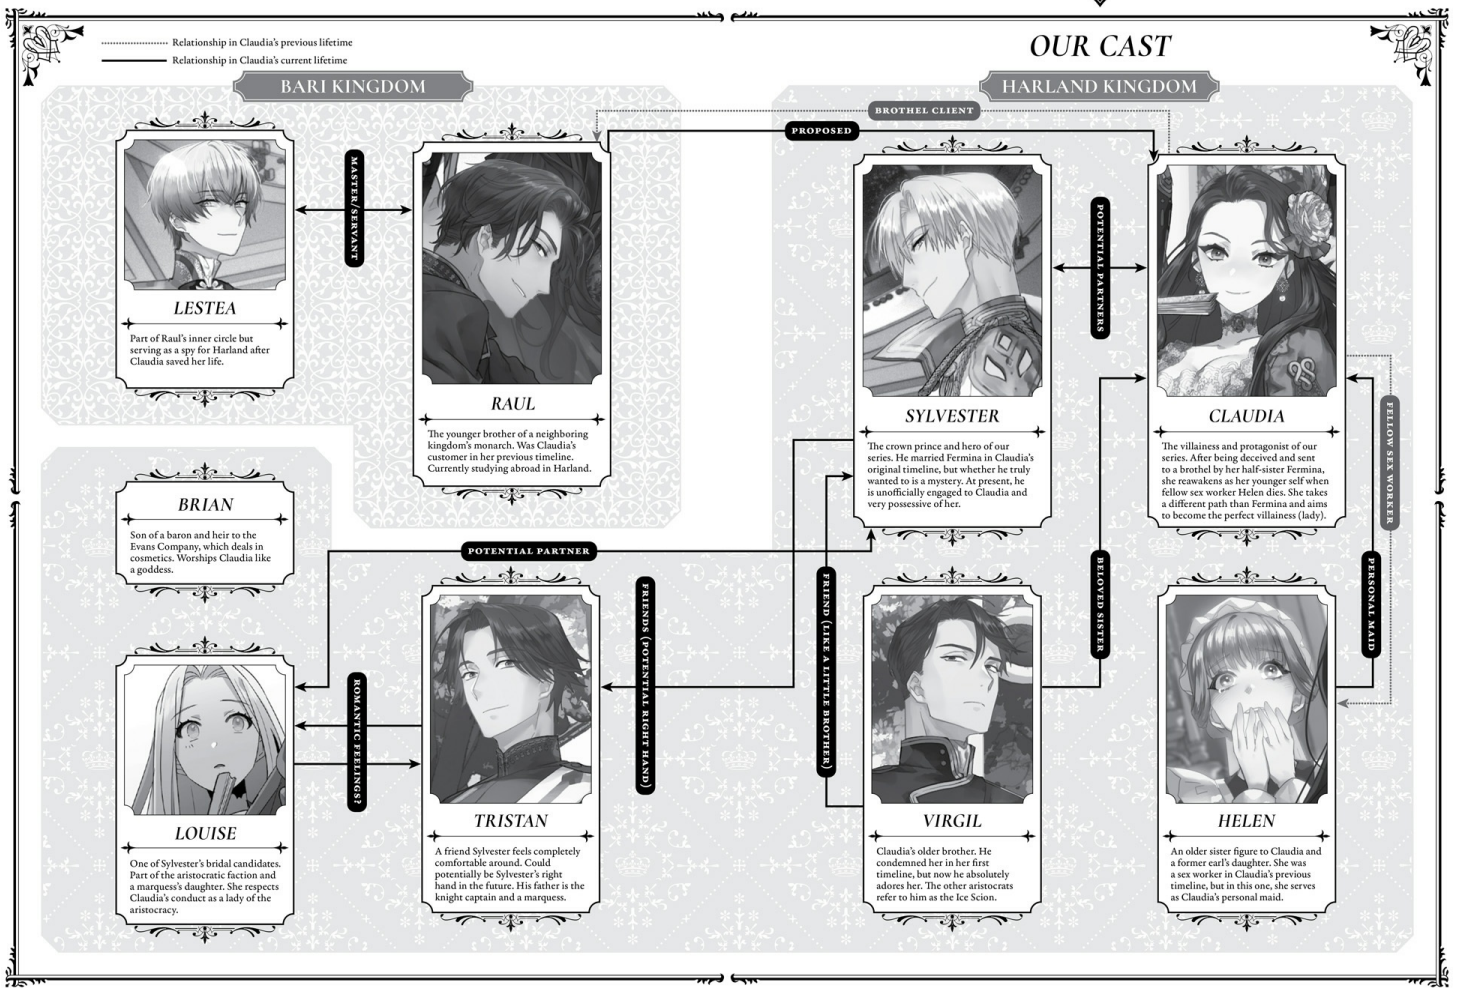 Relationship in Claudia's previous lifetime
Relationship in Claudia's current lifetime
OUR CAST
BARI KINGDOM
HARLAND KINGDOM
BROTHEL CLIENT
PROPOSED
MASTER/SERVANT
POTENTIAL PARTNERS
LESTEA
Part of Raul's inner circle but
serving as a spy for Harland after
Claudia saved her life.
RAUL
The younger brother of a neighboring
kingdom's monarch. Was Claudia's
customer in her previous timeline.
Currently studying abroad in Harland.
SYLVESTER
The crown prince and hero of our
series. He married Fermina in Claudia's
original timeline, but whether he truly
wanted to is a mystery. At present, he
is unofficially engaged to Claudia and
very possessive of her.
CLAUDIA
The villainess and protagonist of our
series. After being deceived and sent
to a brothel by her half-sister Fermina,
she reawakens as her younger self when
fellow sex worker Helen dies. She takes
a different path than Fermina and aims
to become the perfect villainess (lady).
FELLOW SEX WORKER
BRIAN
Son of a baron and heir to the
Evans Company, which deals in
cosmetics. Worships Claudia like
a goddess.
POTENTIAL PARTNER
FRIENDS (POTENTIAL RIGHT HAND)
FRIEND (LIKE A LITTLE BROTHER)
BELOVED SISTER
PERSONAL MAID
ROMANTIC FEELINGS?
LOUISE
One of Sylvester's bridal candidates.
Part of the aristocratic faction and
a marquess's daughter. She respects
Claudia's conduct as a lady of the
aristocracy.
TRISTAN
A friend Sylvester feels completely
comfortable around. Could
potentially be Sylvester's right
hand in the future. His father is the
knight captain and a marquess.
VIRGIL
Claudia's older brother. He
condemned her in her first
timeline, but now he absolutely
adores her. The other aristocrats
refer to him as the Ice Scion.
HELEN
An older sister figure to Claudia and
a former earl's daughter. She was
a sex worker in Claudia's previous
timeline, but in this one, she serves
as Claudia's personal maid.